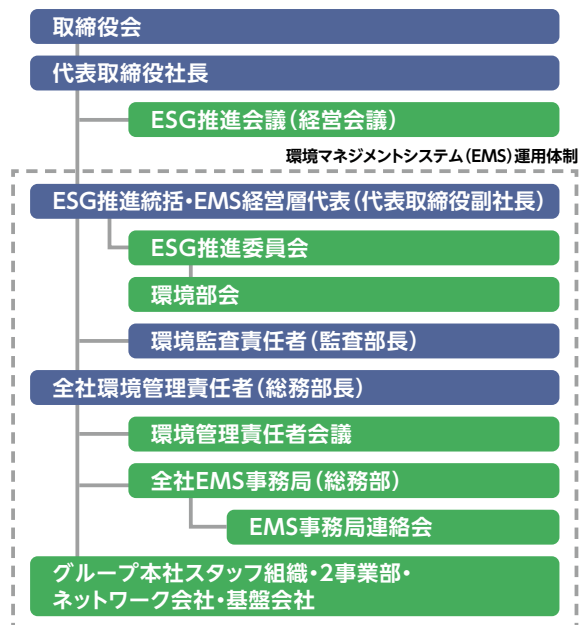 取締役会
代表取締役社長
ESG推進会議（経営会議）
環境マネジメントシステム（EMS）運用体制
ESG推進統括・EMS経営層代表（代表取締役副社長）
ESG推進委員会
環境部会
環境監査責任者（監査部長）
全社環境管理責任者（総務部長）
環境管理責任者会議
全社EMS事務局（総務部）
EMS事務局連絡会
グループ本社スタッフ組織・2事業部・
ネットワーク会社・基盤会社